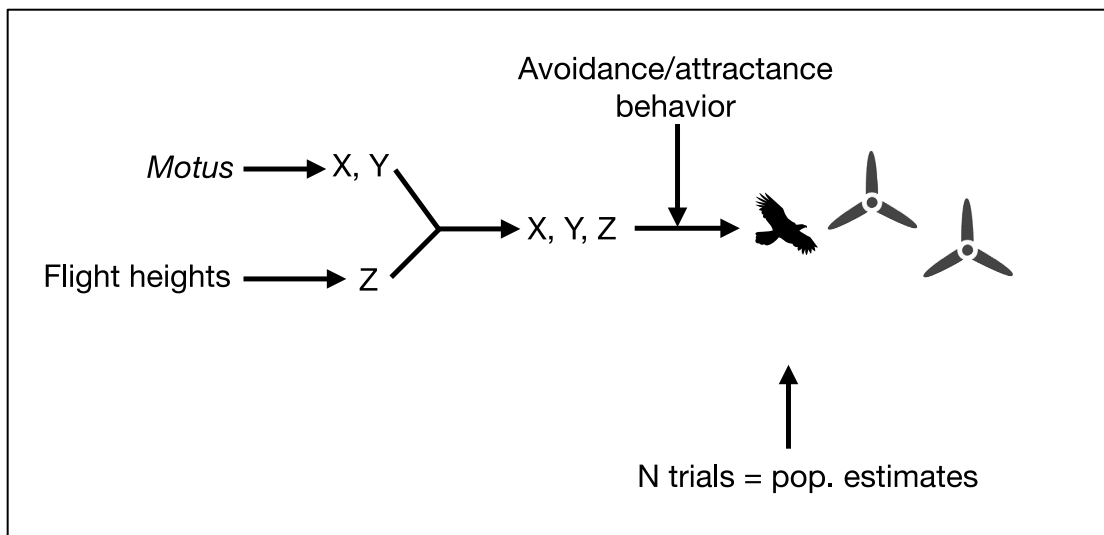 Avoidance/attractance
behavior
Motus
X, Y
X, Y, Z
Flight heights
Z
N trials = pop. estimates